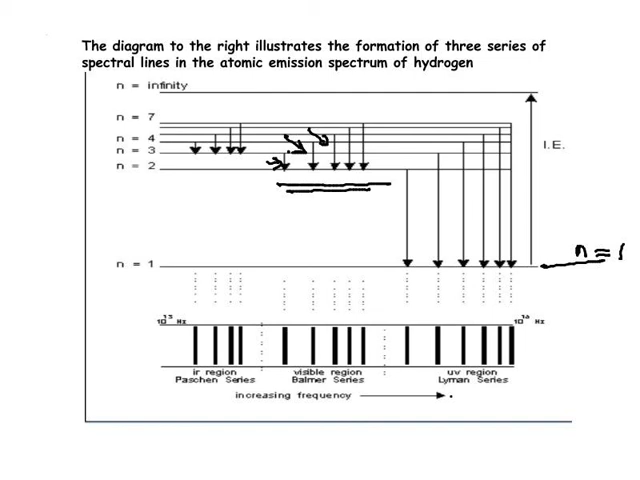 The diagram to the right illustrates the formation of three series of
spectral lines in the atomic emission spectrum of hydrogen
n = infinity
n = 7
n = 4
n = 3
I.E.
n = 2
n = 1
n = 1
10^13 Hz
10^16 Hz
ir region visible region uv region
Paschen Series Balmer Series Lyman Series
increasing frequency